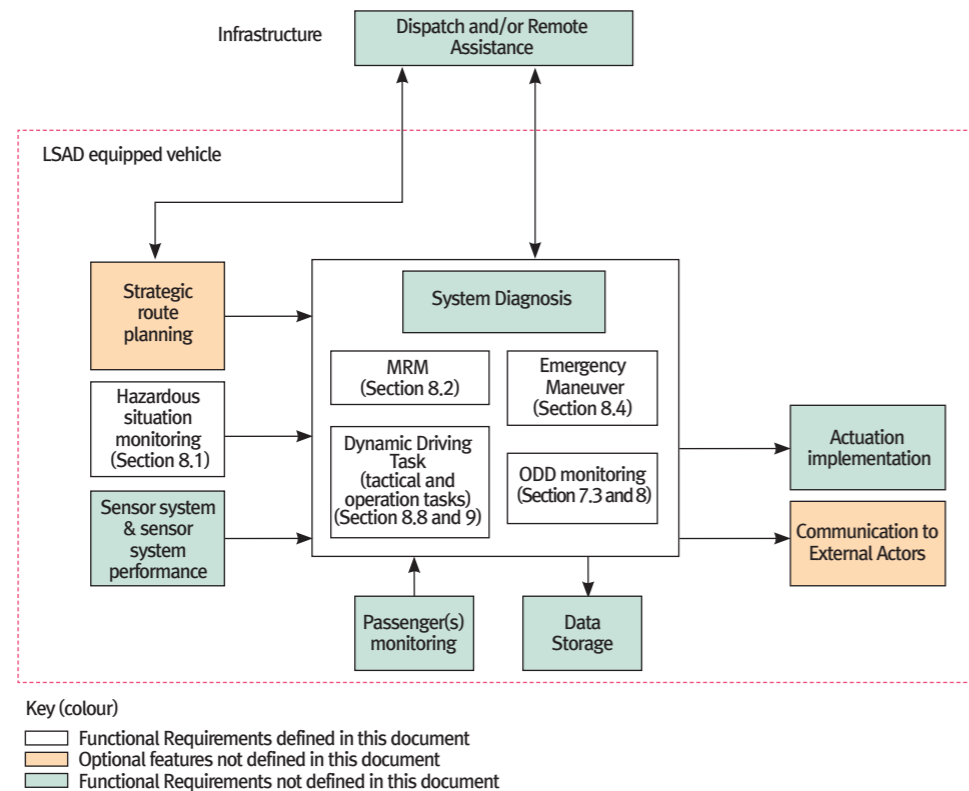 Infrastructure
Dispatch and/or Remote
Assistance
LSAD equipped vehicle
Strategic
route
planning
System Diagnosis
MRM
(Section 8.2)
Emergency
Maneuver
(Section 8.4)
Hazardous
situation
monitoring
(Section 8.1)
Dynamic Driving
Task
(tactical and
operation tasks)
(Section 8.8 and 9)
ODD monitoring
(Section 7.3 and 8)
Actuation
implementation
Sensor system
& sensor
system
performance
Communication to
External Actors
Passenger(s)
monitoring
Data
Storage
Key (colour)
Functional Requirements defined in this document
Optional features not defined in this document
Functional Requirements not defined in this document